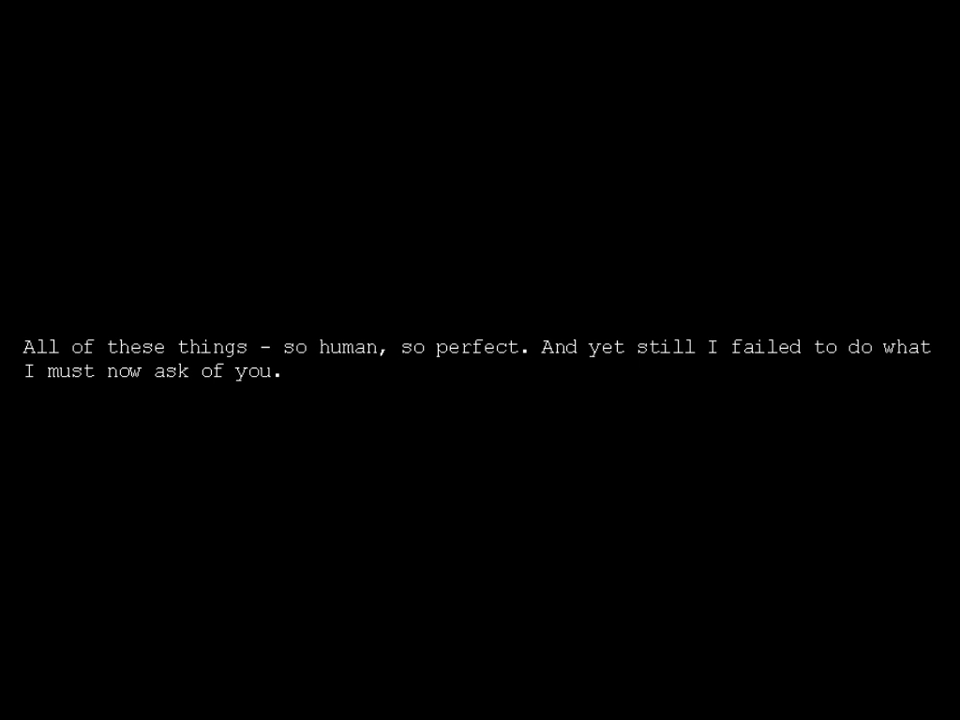 All of these things - so human, so perfect. And yet still I failed to do what
I must now ask of you.